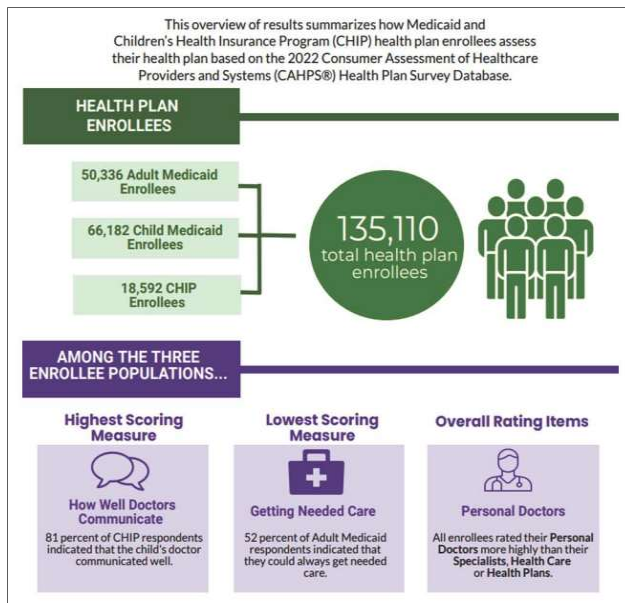 This overview of results summarizes how Medicaid and
Children's Health Insurance Program (CHIP) health plan enrollees assess
their health plan based on the 2022 Consumer Assessment of Healthcare
Providers and Systems (CAHPS®) Health Plan Survey Database.
HEALTH PLAN
ENROLLEES
50,336 Adult Medicaid
Enrollees
66,182 Child Medicaid
Enrollees
18,592 CHIP
Enrollees
135,110
total health plan
enrollees
AMONG THE THREE
ENROLLEE POPULATIONS...
Highest Scoring
Measure
How Well Doctors
Communicate
81 percent of CHIP respondents
indicated that the child's doctor
communicated well.
Lowest Scoring
Measure
Getting Needed Care
52 percent of Adult Medicaid
respondents indicated that
they could always get needed
care.
Overall Rating Items
Personal Doctors
All enrollees rated their Personal
Doctors more highly than their
Specialists, Health Care
or Health Plans.